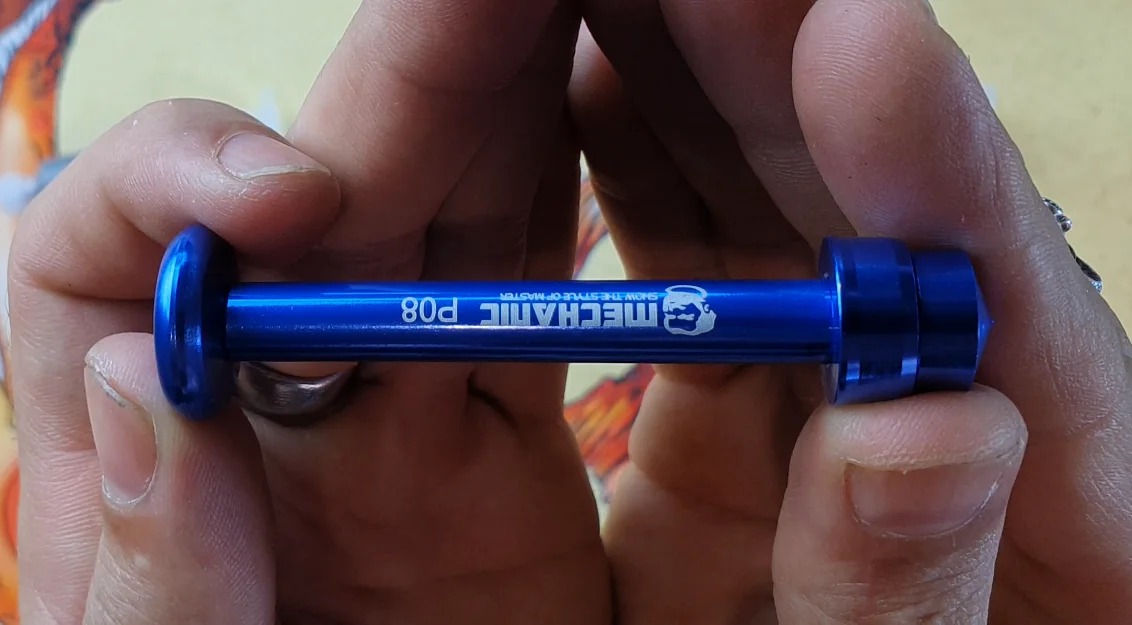 MECHANIC P08
SHOW THE STYLE OF MASTER